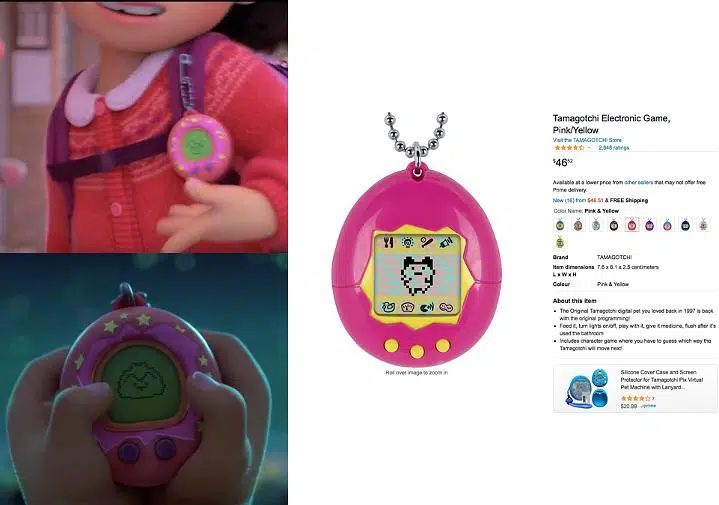 Tamagotchi Electronic Game,
Pink/Yellow
Visit the TAMAGOTCHI Store
2,848 ratings
$46⁵²
Available at a lower price from other sellers that may not offer free
Prime delivery.
New (16) from $46.51 & FREE Shipping
Color Name: Pink & Yellow
Brand TAMAGOTCHI
Item dimensions 7.6 x 6.1 x 2.5 centimeters
L x W x H
Colour Pink & Yellow
About this item
• The Original Tamagotchi digital pet you loved back in 1997 is back
with the original programming!
• Feed it, turn lights on/off, play with it, give it medicine, flush after it's
used the bathroom
• Includes character game where you have to guess which way the
Tamagotchi will move next!
Roll over image to zoom in
Silicone Cover Case and Screen
Protector for Tamagotchi Pix Virtual
Pet Machine with Lanyard...
7
$20.99 prime